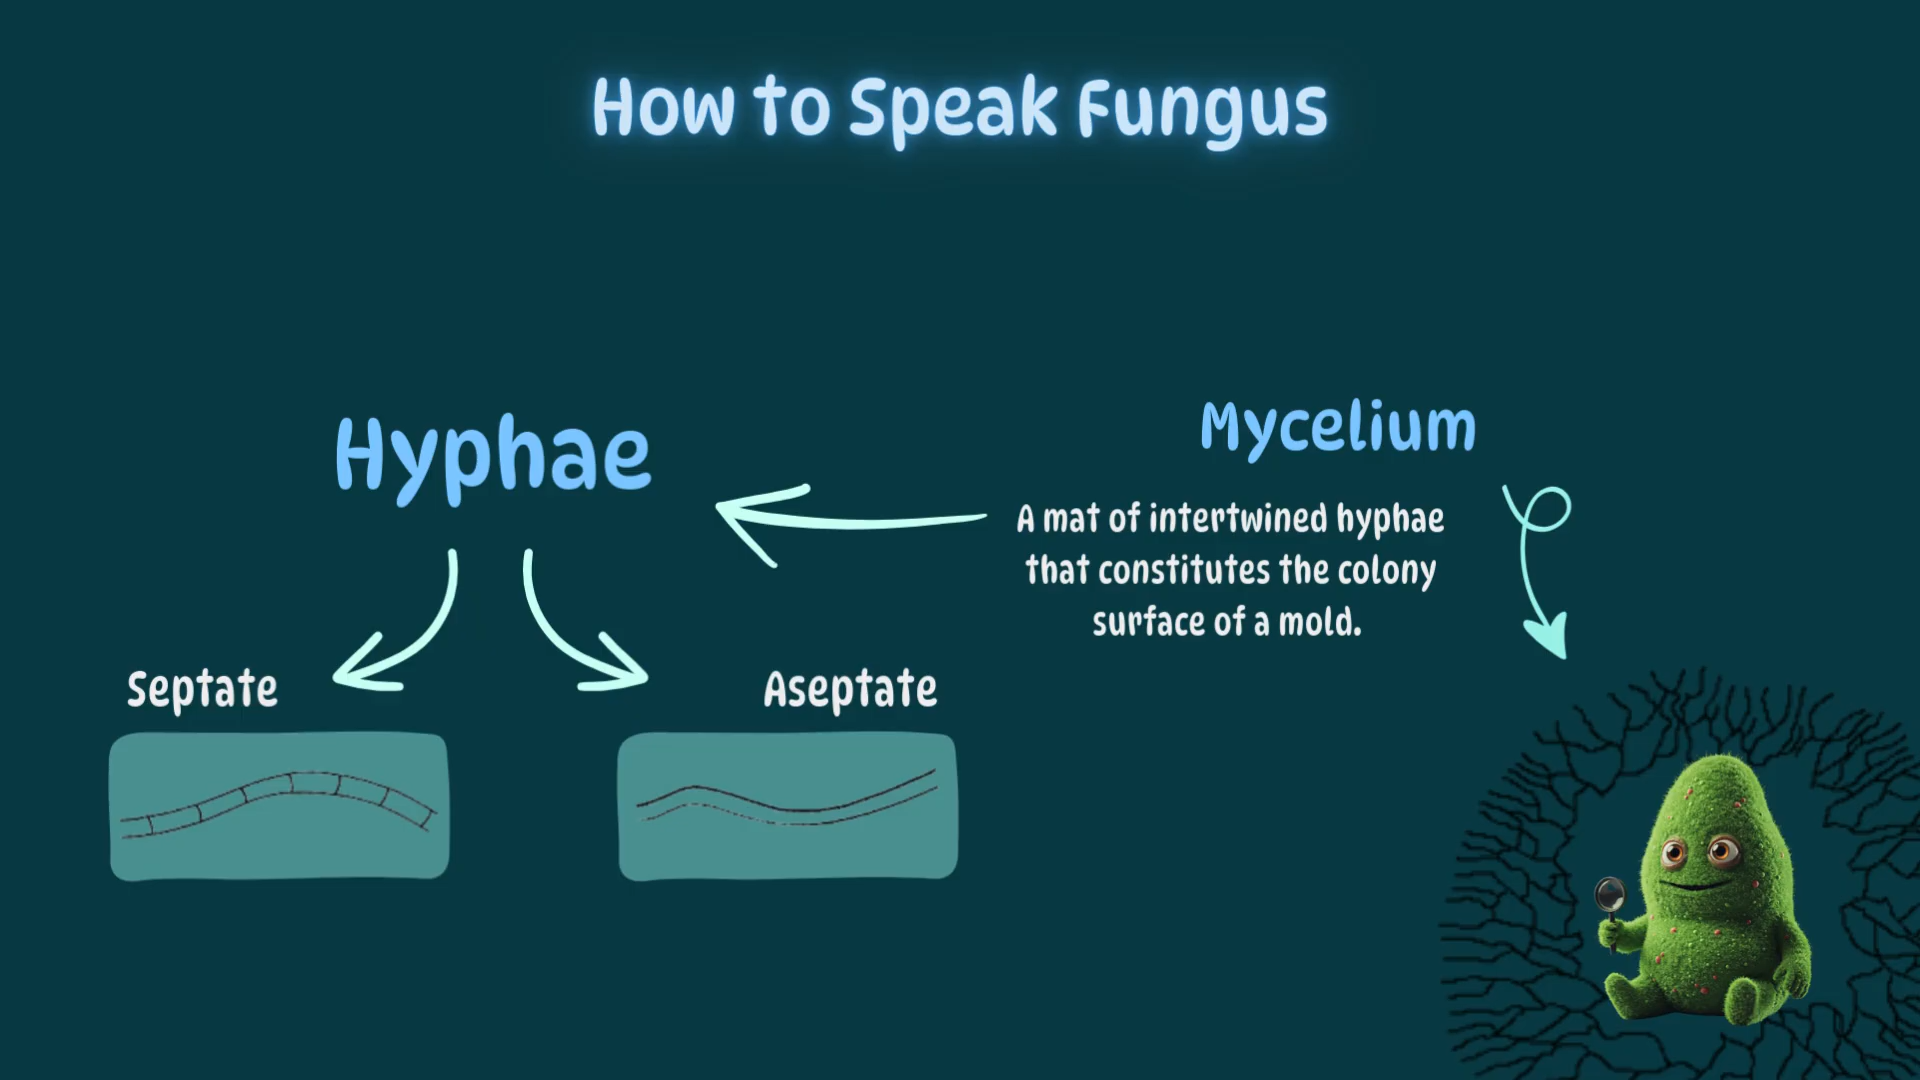 How to Speak Fungus
Hyphae
Mycelium
A mat of intertwined hyphae
that constitutes the colony
surface of a mold.
Septate
Aseptate